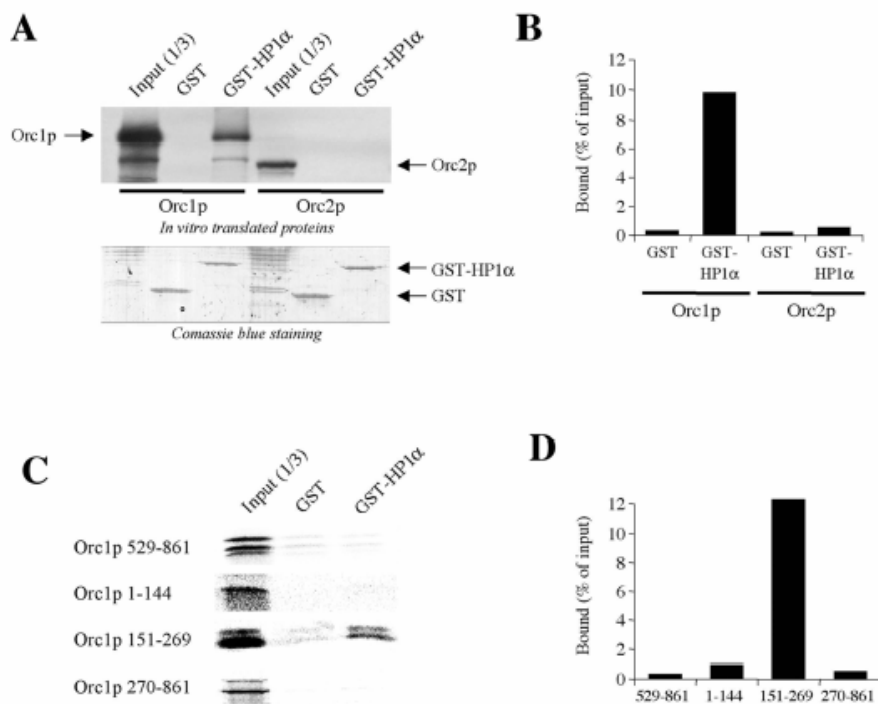 A
Input (1/3)
GST
GST-HP1α
Input (1/3)
GST
GST-HP1α
Orc1p
Orc2p
Orc1p
Orc2p
In vitro translated proteins
GST-HP1α
GST
Comassie blue staining
B
Bound (% of input)
12
10
8
6
4
2
0
GST
GST-
HP1α
GST
GST-
HP1α
Orc1p
Orc2p
C
Input (1/3)
GST
GST-HP1α
Orc1p 529-861
Orc1p 1-144
Orc1p 151-269
Orc1p 270-861
D
Bound (% of input)
12
10
8
6
4
2
0
529-861
1-144
151-269
270-861